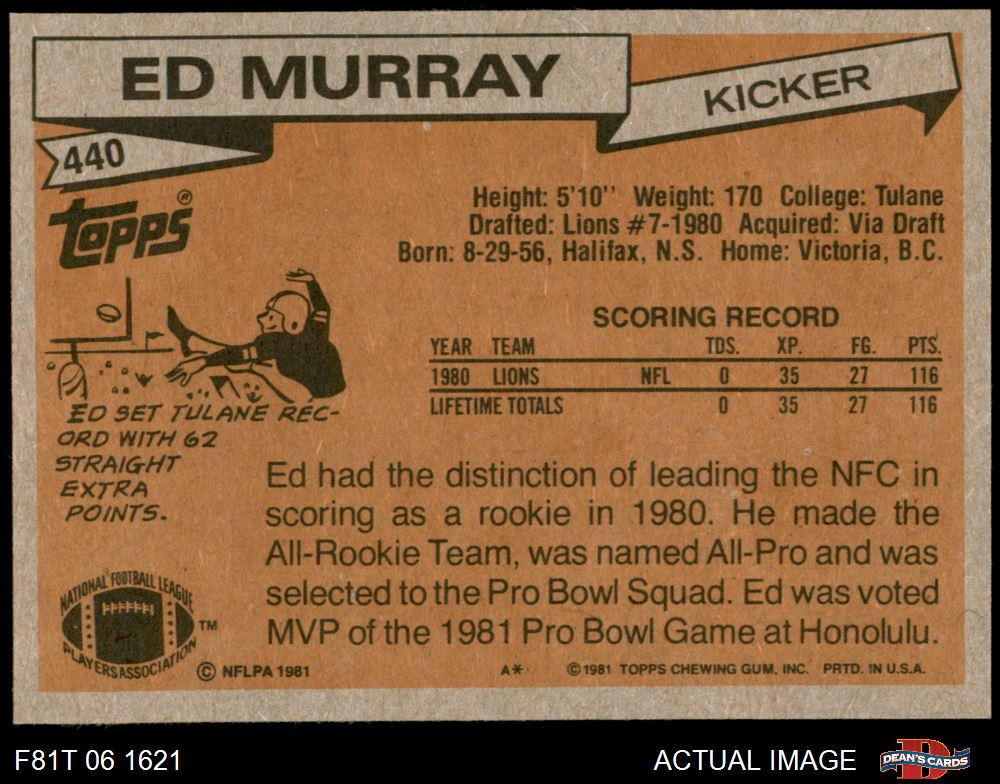 ED MURRAY
KICKER
440
TOPPS®
Height: 5'10'' Weight: 170 College: Tulane
Drafted: Lions #7-1980 Acquired: Via Draft
Born: 8-29-56, Halifax, N.S. Home: Victoria, B.C.
SCORING RECORD
YEAR TEAM TDS. XP. FG. PTS.
1980 LIONS NFL 0 35 27 116
LIFETIME TOTALS 0 35 27 116
ED SET TULANE REC-
ORD WITH 62
STRAIGHT
EXTRA
POINTS.
Ed had the distinction of leading the NFC in
scoring as a rookie in 1980. He made the
All-Rookie Team, was named All-Pro and was
selected to the Pro Bowl Squad. Ed was voted
MVP of the 1981 Pro Bowl Game at Honolulu.
NATIONAL FOOTBALL LEAGUE
PLAYERS ASSOCIATION
TM
© NFLPA 1981
A* © 1981 TOPPS CHEWING GUM, INC. PRTD. IN U.S.A.
F81T 06 1621
ACTUAL IMAGE
D
DEAN'S CARDS